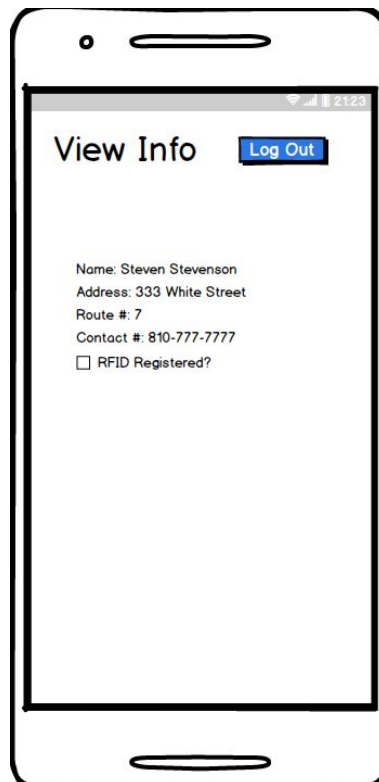 21:23
View Info
Log Out
Name: Steven Stevenson
Address: 333 White Street
Route #: 7
Contact #: 810-777-7777
RFID Registered?